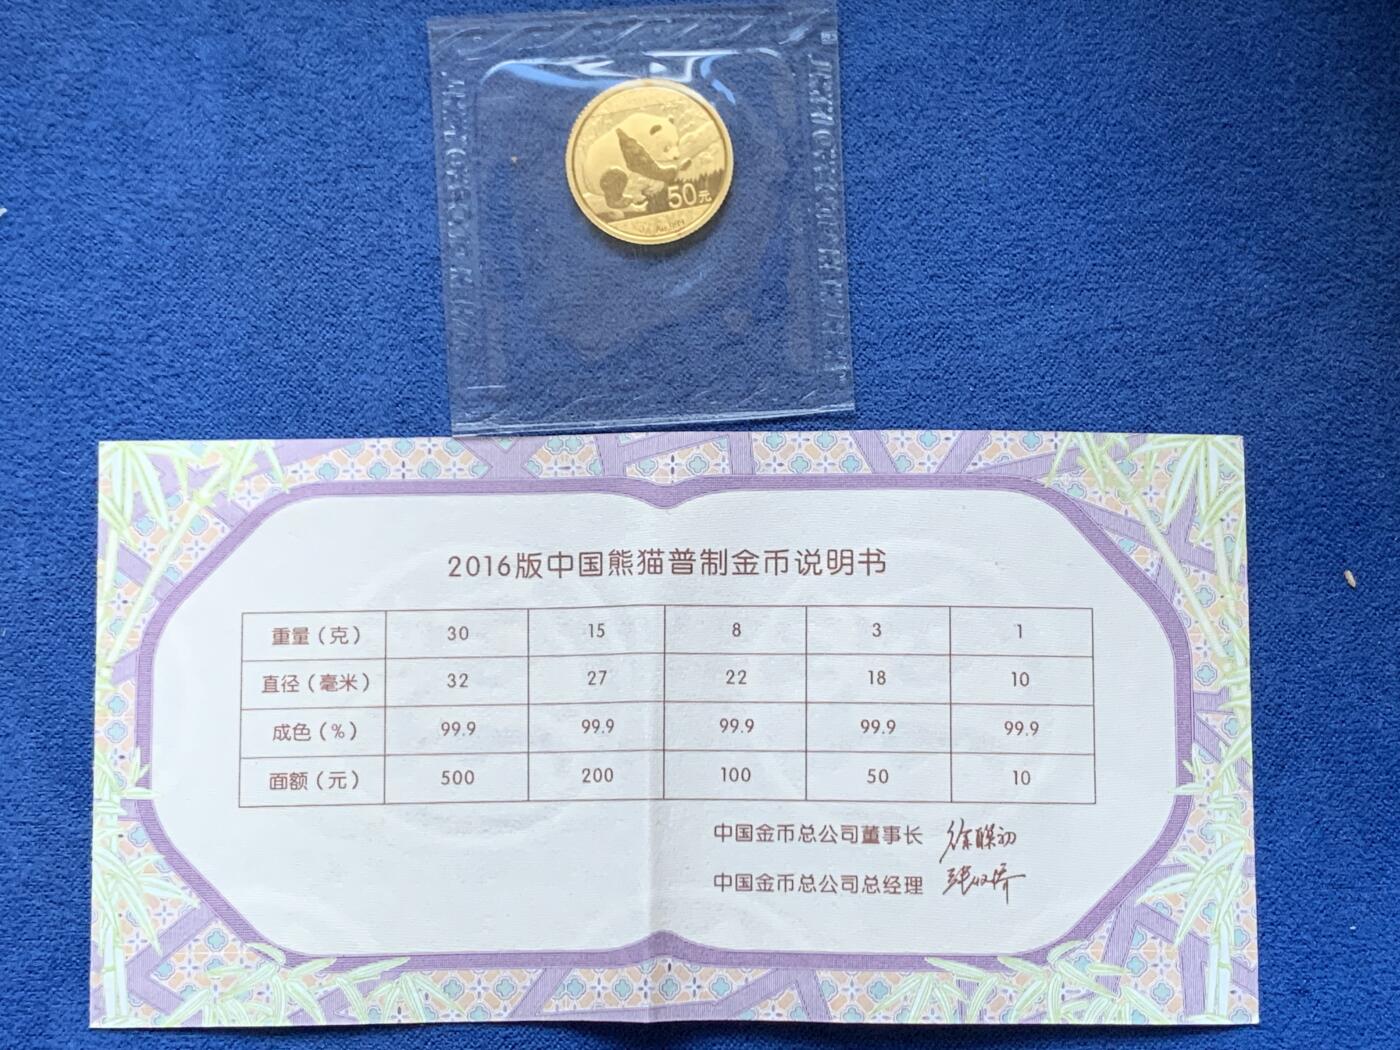 50元
2016版中国熊猫普制金币说明书
重量（克） 30 15 8 3 1
直径（毫米） 32 27 22 18 10
成色（%） 99.9 99.9 99.9 99.9 99.9
面额（元） 500 200 100 50 10
中国金币总公司董事长
中国金币总公司总经理